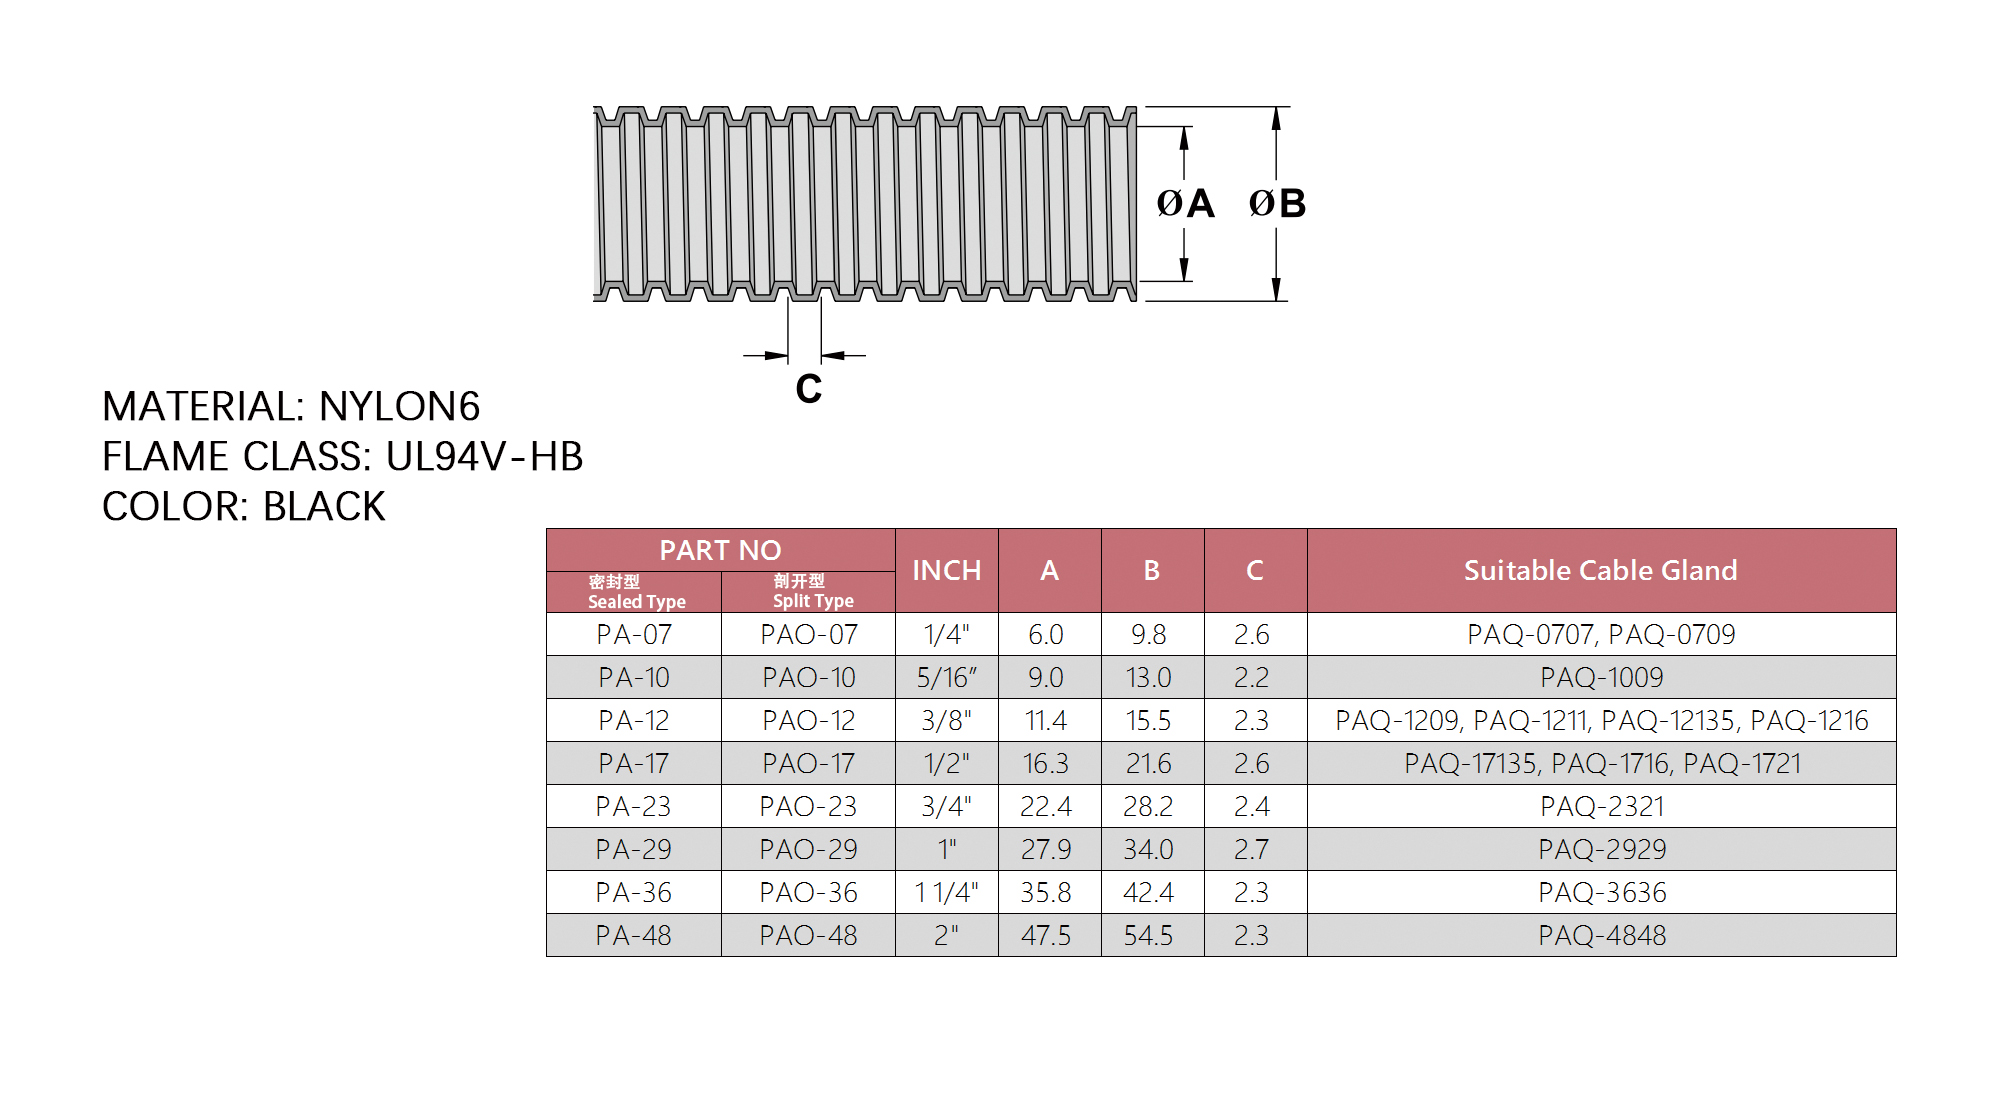 ØA ØB
C
MATERIAL: NYLON6
FLAME CLASS: UL94V-HB
COLOR: BLACK
PART NO INCH A B C Suitable Cable Gland
密封型 剖开型
Sealed Type Split Type
PA-07 PAO-07 1/4" 6.0 9.8 2.6 PAQ-0707, PAQ-0709
PA-10 PAO-10 5/16” 9.0 13.0 2.2 PAQ-1009
PA-12 PAO-12 3/8" 11.4 15.5 2.3 PAQ-1209, PAQ-1211, PAQ-12135, PAQ-1216
PA-17 PAO-17 1/2" 16.3 21.6 2.6 PAQ-17135, PAQ-1716, PAQ-1721
PA-23 PAO-23 3/4" 22.4 28.2 2.4 PAQ-2321
PA-29 PAO-29 1" 27.9 34.0 2.7 PAQ-2929
PA-36 PAO-36 1 1/4" 35.8 42.4 2.3 PAQ-3636
PA-48 PAO-48 2" 47.5 54.5 2.3 PAQ-4848